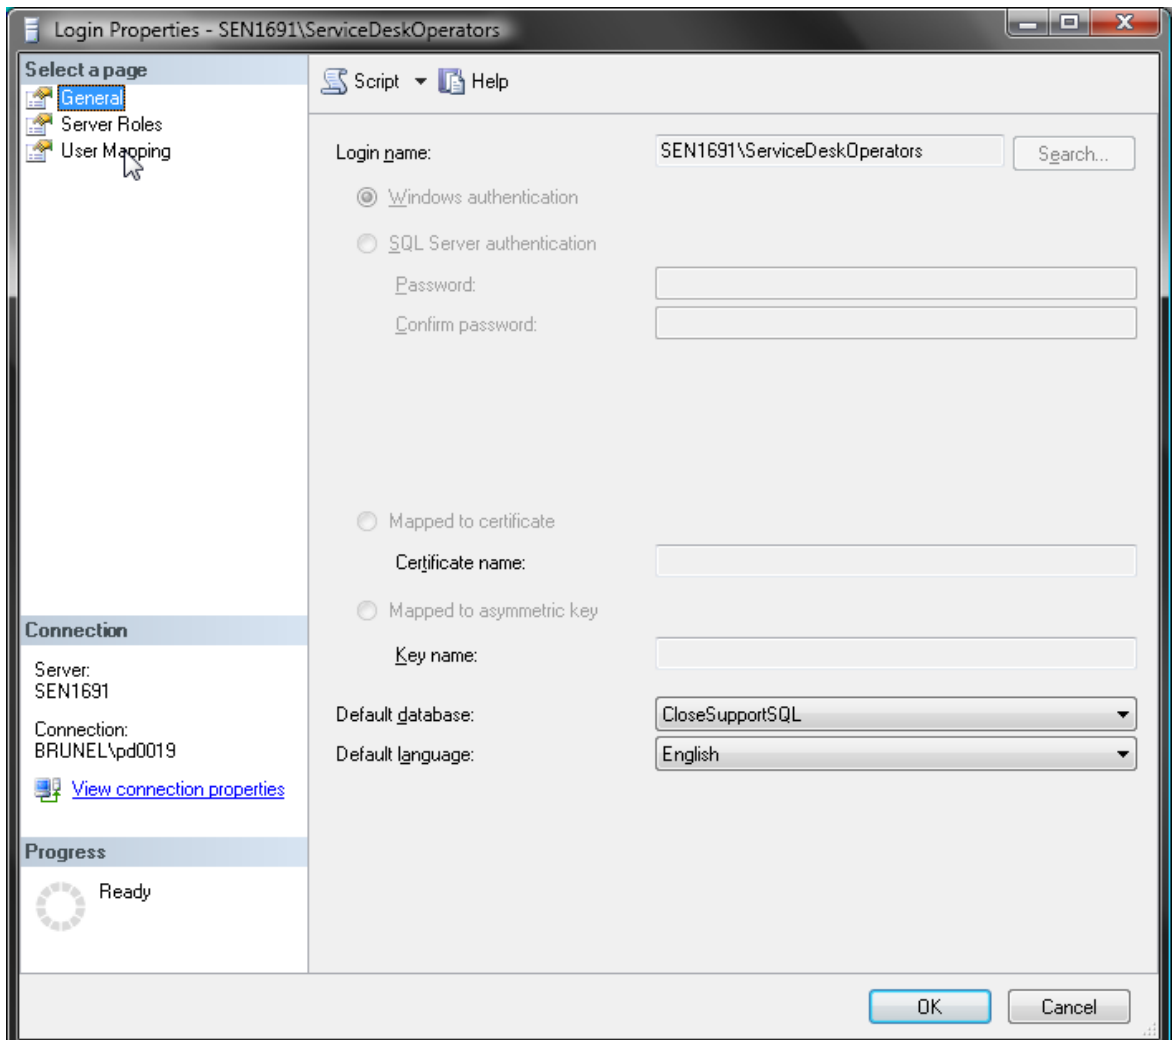 Login Properties - SEN1691\ServiceDeskOperators
Select a page
General
Server Roles
User Mapping
Script Help
Login name: SEN1691\ServiceDeskOperators Search...
Windows authentication
SQL Server authentication
Password:
Confirm password:
Mapped to certificate
Certificate name:
Mapped to asymmetric key
Key name:
Default database: CloseSupportSQL
Default language: English
Connection
Server:
SEN1691
Connection:
BRUNEL\pd0019
View connection properties
Progress
Ready
OK Cancel